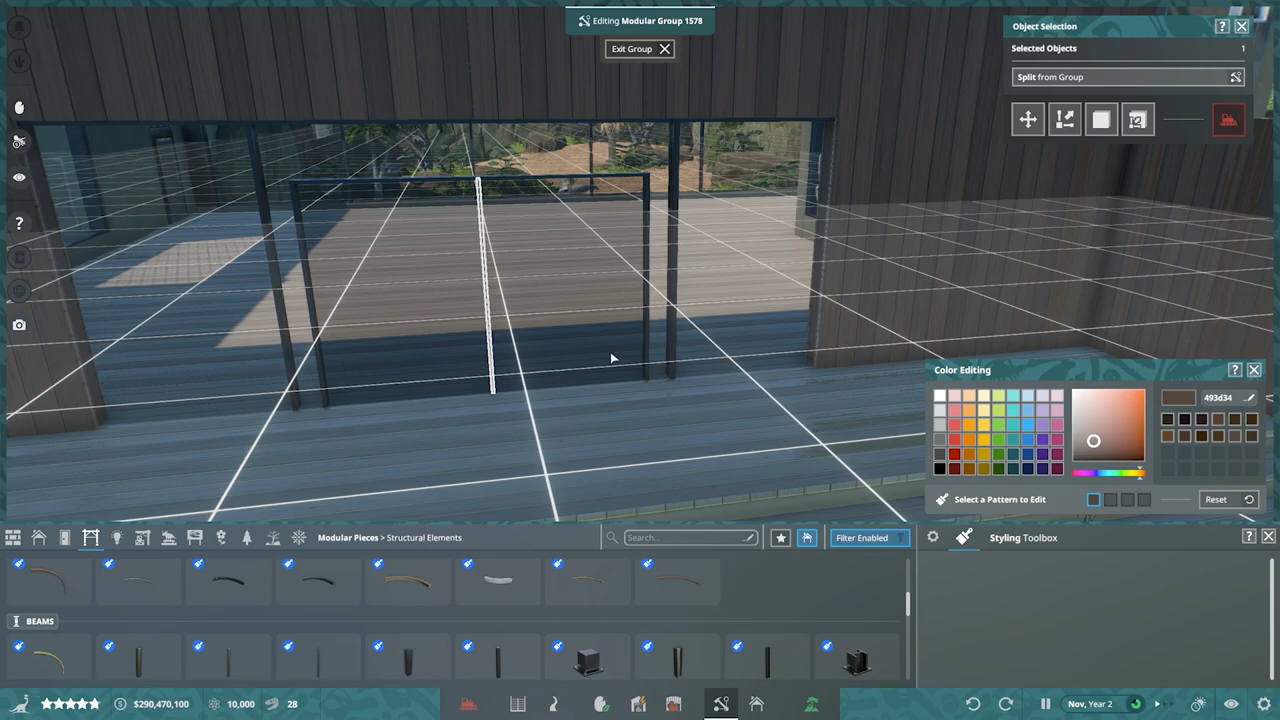 Editing Modular Group 1578
Exit Group
Object Selection
?
Selected Objects 1
Split from Group
?
Color Editing
?
493d34
Select a Pattern to Edit
Reset
Modular Pieces > Structural Elements
Search...
Filter Enabled
Styling Toolbox
?
BEAMS
$290,470,100
10,000
28
Nov, Year 2